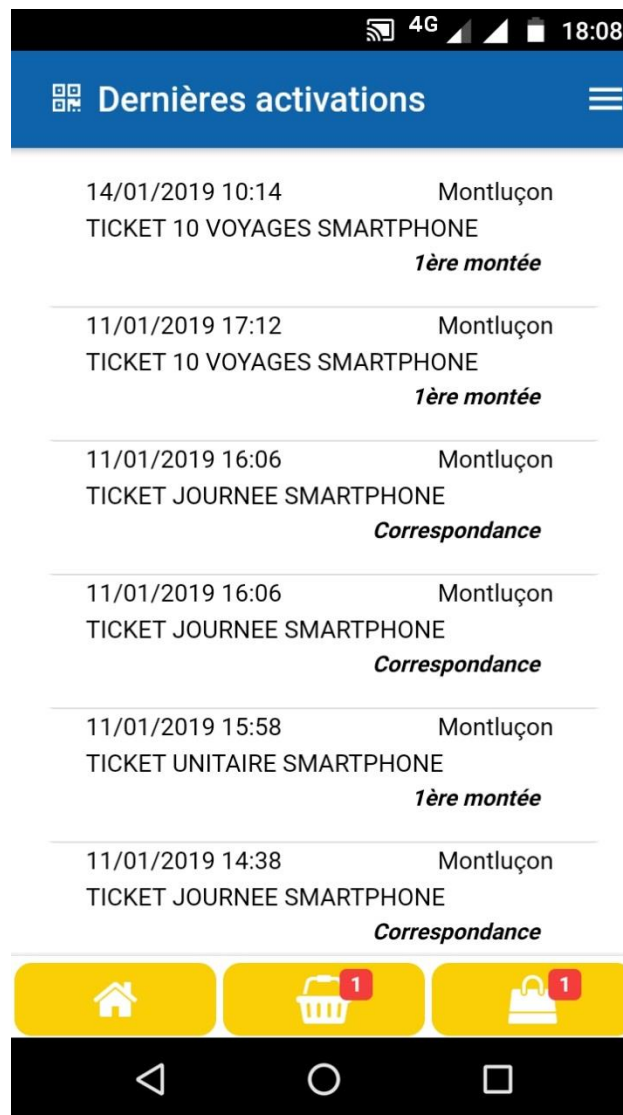 4G 18:08
Dernières activations
14/01/2019 10:14 Montluçon
TICKET 10 VOYAGES SMARTPHONE
1ère montée
11/01/2019 17:12 Montluçon
TICKET 10 VOYAGES SMARTPHONE
1ère montée
11/01/2019 16:06 Montluçon
TICKET JOURNEE SMARTPHONE
Correspondance
11/01/2019 16:06 Montluçon
TICKET JOURNEE SMARTPHONE
Correspondance
11/01/2019 15:58 Montluçon
TICKET UNITAIRE SMARTPHONE
1ère montée
11/01/2019 14:38 Montluçon
TICKET JOURNEE SMARTPHONE
Correspondance
1 1